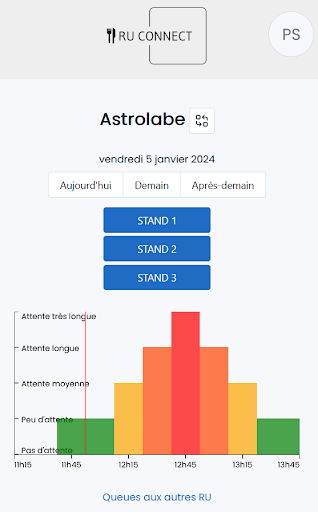 RU CONNECT
PS
Astrolabe
vendredi 5 janvier 2024
Aujourd'hui Demain Après-demain
STAND 1
STAND 2
STAND 3
Attente très longue
Attente longue
Attente moyenne
Peu d'attente
Pas d'attente
11h15 11h45 12h15 12h45 13h15 13h45
Queues aux autres RU